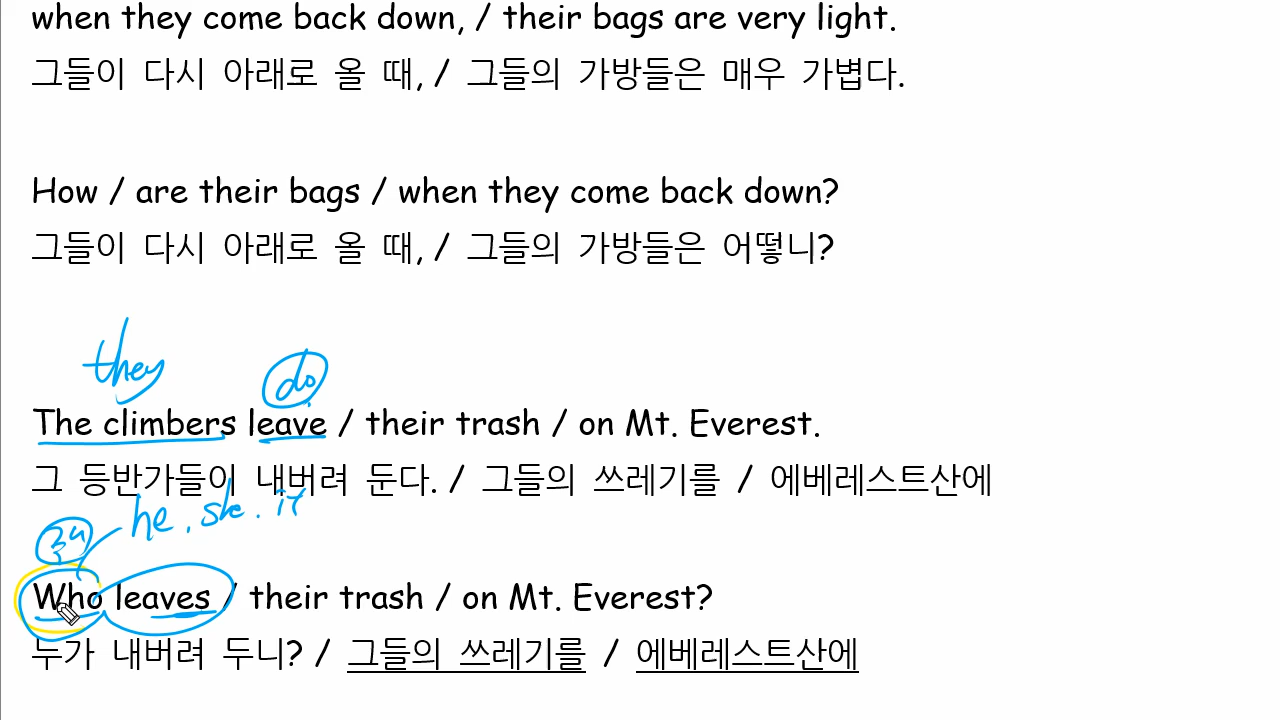 when they come back down, / their bags are very light.
그들이 다시 아래로 올 때, / 그들의 가방들은 매우 가볍다.
How / are their bags / when they come back down?
그들이 다시 아래로 올 때, / 그들의 가방들은 어떻니?
they do
The climbers leave / their trash / on Mt. Everest.
그 등반가들이 내버려 둔다. / 그들의 쓰레기를 / 에베레스트산에
he. she. it
Who leaves / their trash / on Mt. Everest?
누가 내버려 두니? / 그들의 쓰레기를 / 에베레스트산에